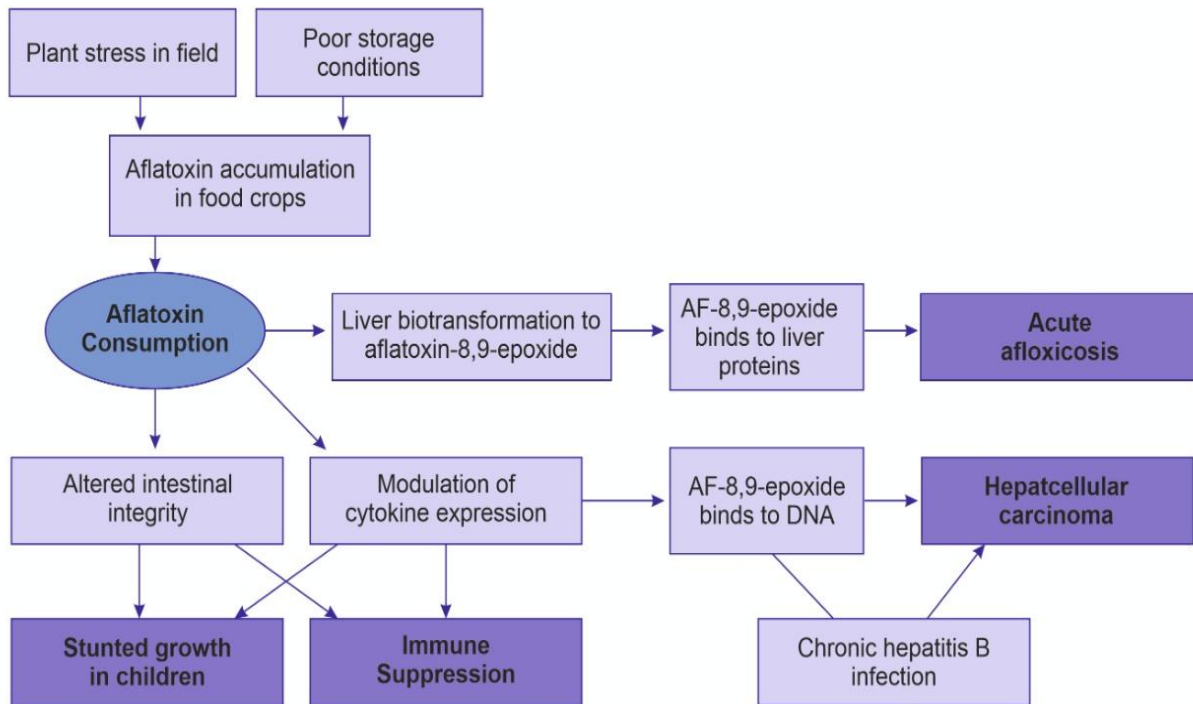 Plant stress in field
Poor storage
conditions
Aflatoxin accumulation
in food crops
Aflatoxin
Consumption
Liver biotransformation to
aflatoxin-8,9-epoxide
AF-8,9-epoxide
binds to liver
proteins
Acute
afloxicosis
Altered intestinal
integrity
Modulation of
cytokine expression
AF-8,9-epoxide
binds to DNA
Hepatcellular
carcinoma
Stunted growth
in children
Immune
Suppression
Chronic hepatitis B
infection